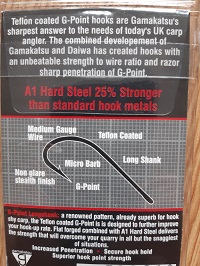 Teflon coated G-Point hooks are Gamakatsu's
sharpest answer to the needs of today's UK carp
angler. The combined developement of
Gamakatsu and Daiwa has created hooks with
an unbeatable strength to wire ratio and razor
sharp penetration of G-Point.
A1 Hard Steel 25% Stronger
than standard hook metals
Medium Gauge
Wire
Teflon Coated
Micro Barb
Long Shank
Non glare
stealth finish
G-Point
G-Point Longshank: a renowned pattern, already superb for hook
shy carp, the Teflon coated G-Point is designed to further improve
your hook-up rate. Flat forged combined with A1 Hard Steel delivers
the strength that will overcome your quarry in all but the snaggiest
of situations.
Increased Penetration - Secure hook hold
Superior hook point strength